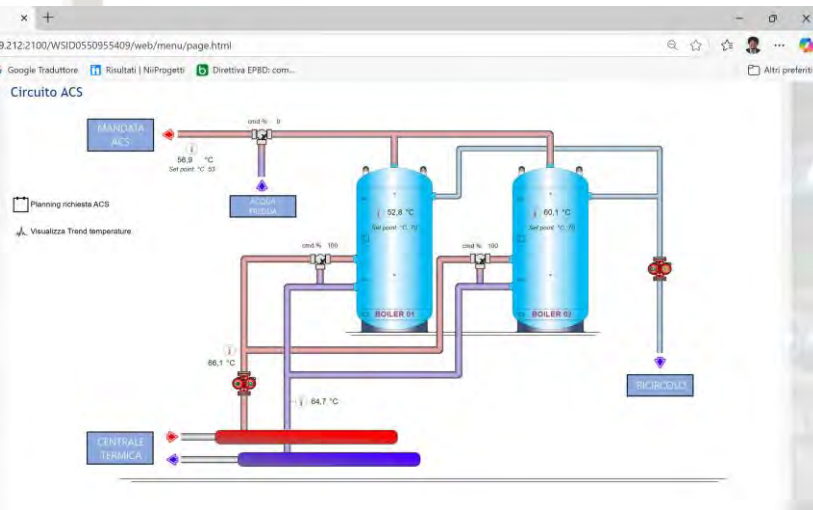 9.212:2100/WSID0550955409/web/menu/page.html
Google Traduttore
Risultati | NiiProgetti
Direttiva EPBD: com...
Altri preferiti
Circuito ACS
MANDATA
ACS
cmd % 0
56,9 °C
Set point °C 53
ACQUA
FREDDA
Planning richiesta ACS
Visualizza Trend temperature
52,8 °C
Set point °C 70
60,1 °C
Set point °C 70
cmd % 100
cmd % 100
BOILER 01
BOILER 02
66,1 °C
64,7 °C
RICIRCOLO
CENTRALE
TERMICA